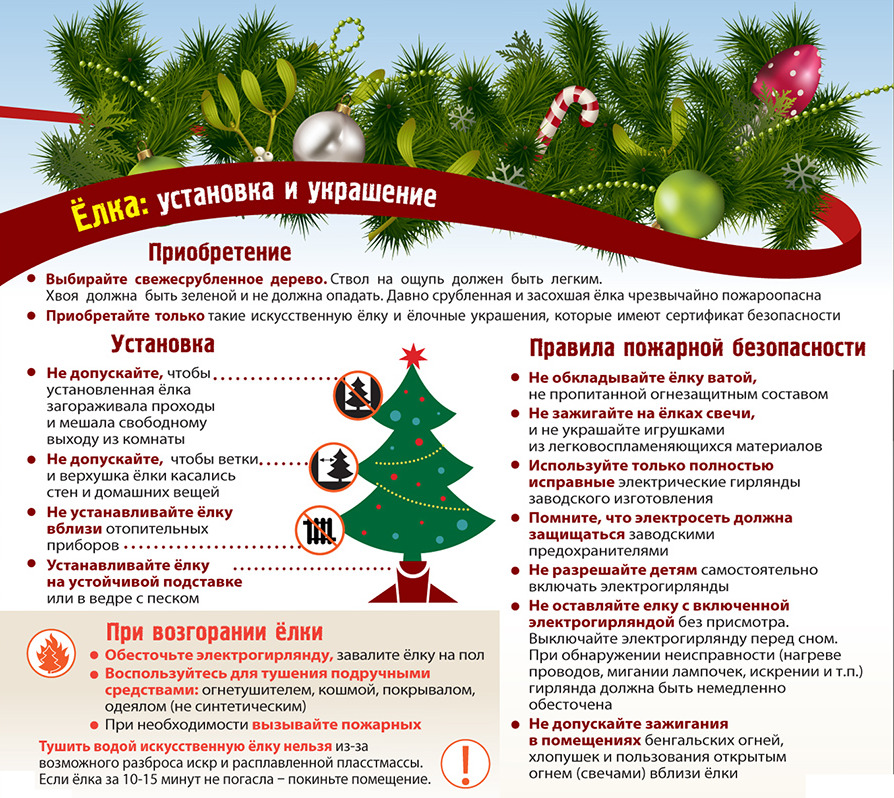 Ёлка: установка и украшение
Приобретение
• Выбирайте свежесрубленное дерево. Ствол на ощупь должен быть легким.
Хвоя должна быть зеленой и не должна опадать. Давно срубленная и засохшая ёлка чрезвычайно пожароопасна
• Приобретайте только такие искусственную ёлку и ёлочные украшения, которые имеют сертификат безопасности
Установка
• Не допускайте, чтобы
установленная ёлка
загораживала проходы
и мешала свободному
выходу из комнаты
• Не допускайте, чтобы ветки
и верхушка ёлки касались
стен и домашних вещей
• Не устанавливайте ёлку
вблизи отопительных
приборов
• Устанавливайте ёлку
на устойчивой подставке
или в ведре с песком
При возгорании ёлки
• Обесточьте электрогирлянду, завалите ёлку на пол
• Воспользуйтесь для тушения подручными
средствами: огнетушителем, кошмой, покрывалом,
одеялом (не синтетическим)
• При необходимости вызывайте пожарных
Тушить водой искусственную ёлку нельзя из-за
возможного разброса искр и расплавленной пласстмассы.
Если ёлка за 10-15 минут не погасла – покиньте помещение.
!
Правила пожарной безопасности
• Не обкладывайте ёлку ватой,
не пропитанной огнезащитным составом
• Не зажигайте на ёлках свечи,
и не украшайте игрушками
из легковоспламеняющихся материалов
• Используйте только полностью
исправные электрические гирлянды
заводского изготовления
• Помните, что электросеть должна
защищаться заводскими
предохранителями
• Не разрешайте детям самостоятельно
включать электрогирлянды
• Не оставляйте елку с включенной
электрогирляндой без присмотра.
Выключайте электрогирлянду перед сном.
При обнаружении неисправности (нагреве
проводов, мигании лампочек, искрении и т.п.)
гирлянда должна быть немедленно
обесточена
• Не допускайте зажигания
в помещениях бенгальских огней,
хлопушек и пользования открытым
огнем (свечами) вблизи ёлки